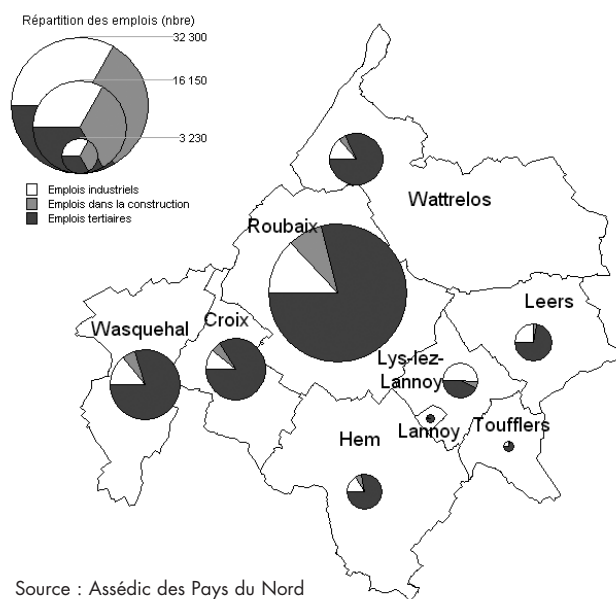 Répartition des emplois (nbre)
32 300
16 150
3 230
Emplois industriels
Emplois dans la construction
Emplois tertiaires
Wattrelos
Roubaix
Leers
Wasquehal
Croix
Lys-lez-
Lannoy
Lannoy
Toufflers
Hem
Source : Assédic des Pays du Nord